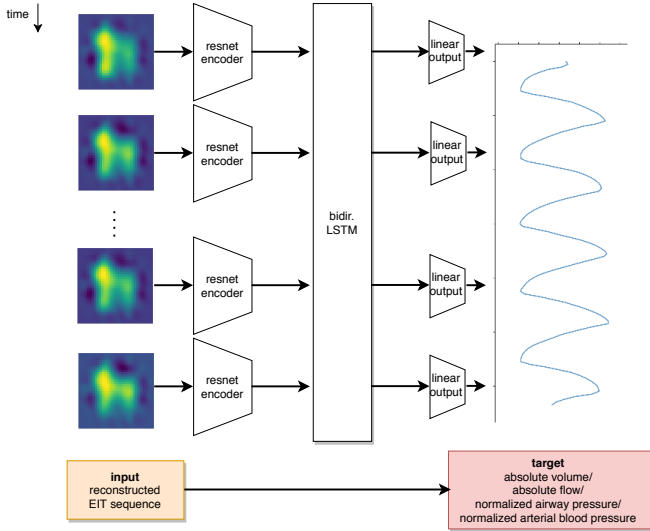 time
resnet
encoder
linear
output
resnet
encoder
linear
output
bidir.
LSTM
resnet
encoder
linear
output
resnet
encoder
linear
output
input
reconstructed
EIT sequence
target
absolute volume/
absolute flow/
normalized airway pressure/
normalized arterial blood pressure